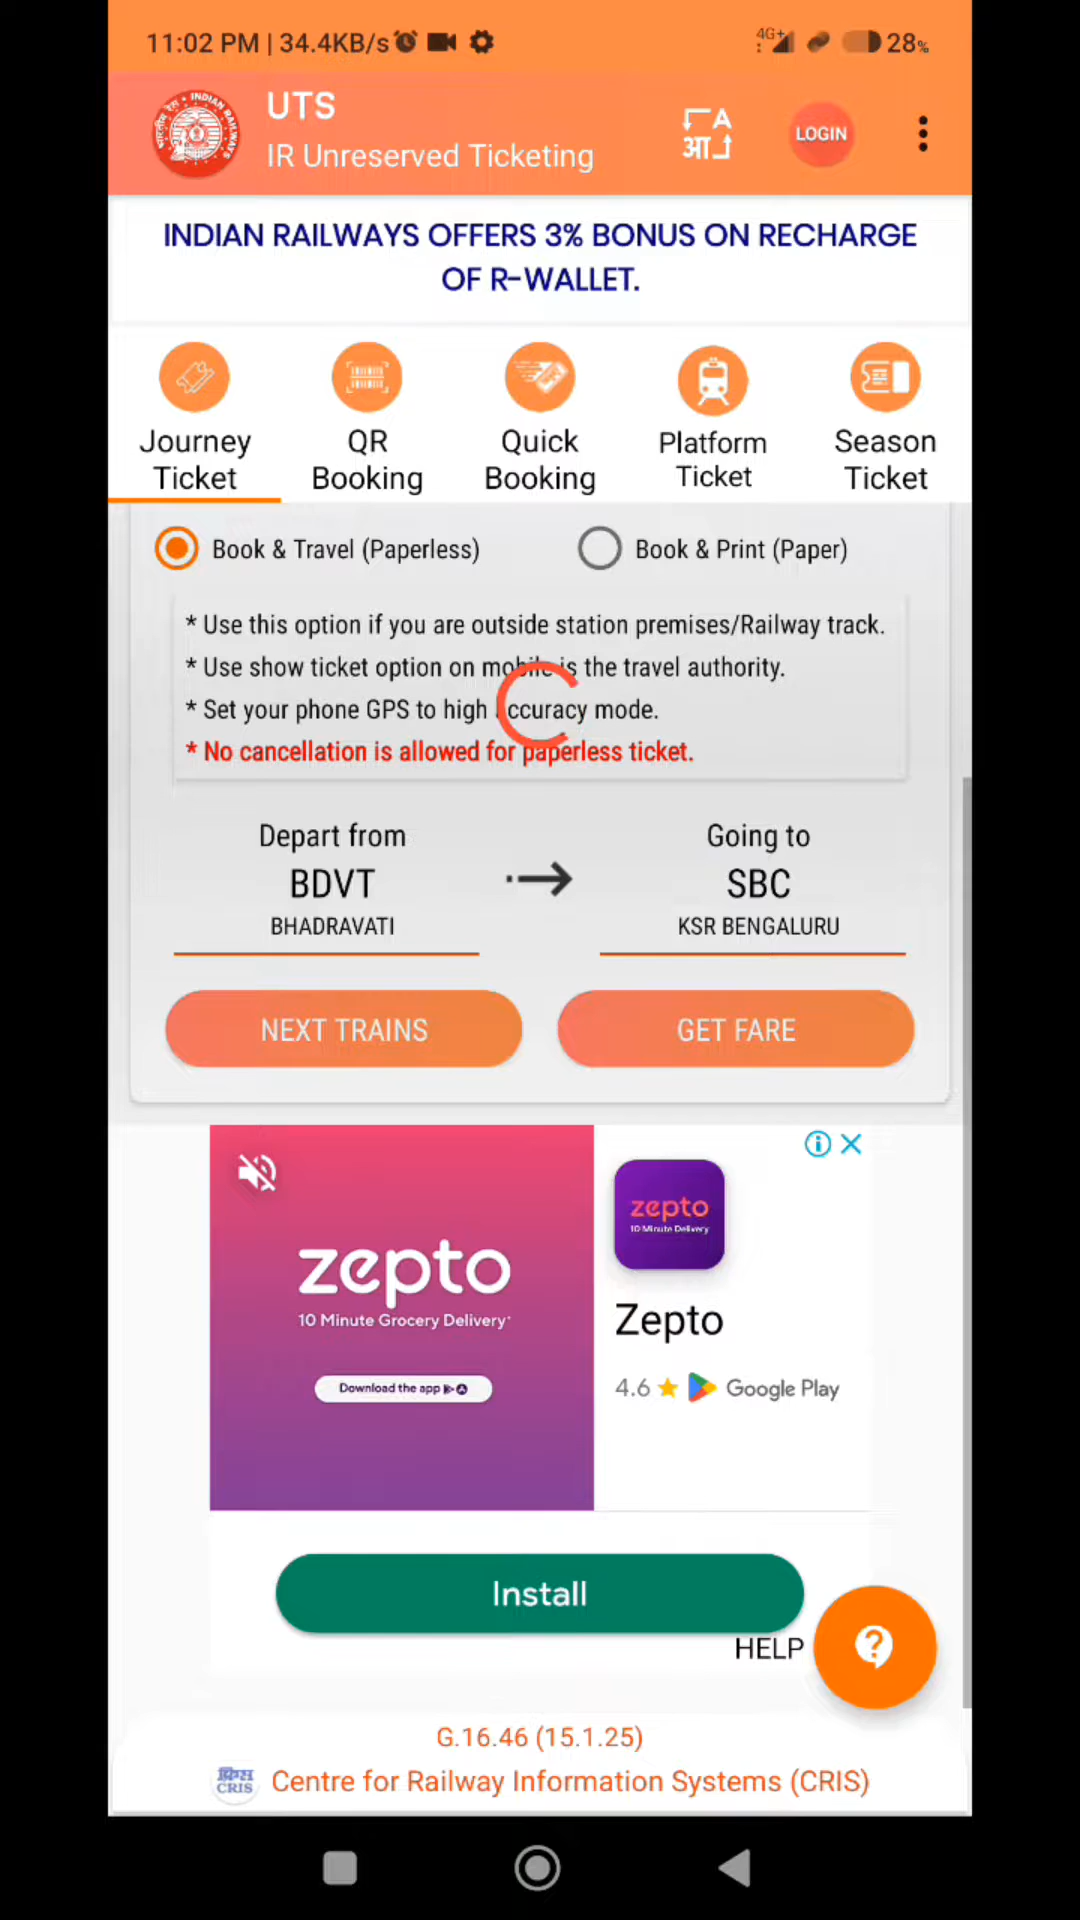 11:02 PM | 34.4KB/s
4G+
28%
UTS
IR Unreserved Ticketing
A
आ
LOGIN
INDIAN RAILWAYS OFFERS 3% BONUS ON RECHARGE
OF R-WALLET.
Journey
Ticket
QR
Booking
Quick
Booking
Platform
Ticket
Season
Ticket
Book & Travel (Paperless)
Book & Print (Paper)
* Use this option if you are outside station premises/Railway track.
* Use show ticket option on mobile is the travel authority.
* Set your phone GPS to high accuracy mode.
* No cancellation is allowed for paperless ticket.
Depart from
BDVT
BHADRAVATI
Going to
SBC
KSR BENGALURU
NEXT TRAINS
GET FARE
zepto
10 Minute Grocery Delivery*
Download the app
zepto
10 Minute Delivery
Zepto
4.6 ★ Google Play
Install
HELP
G.16.46 (15.1.25)
क्रिस
CRIS
Centre for Railway Information Systems (CRIS)